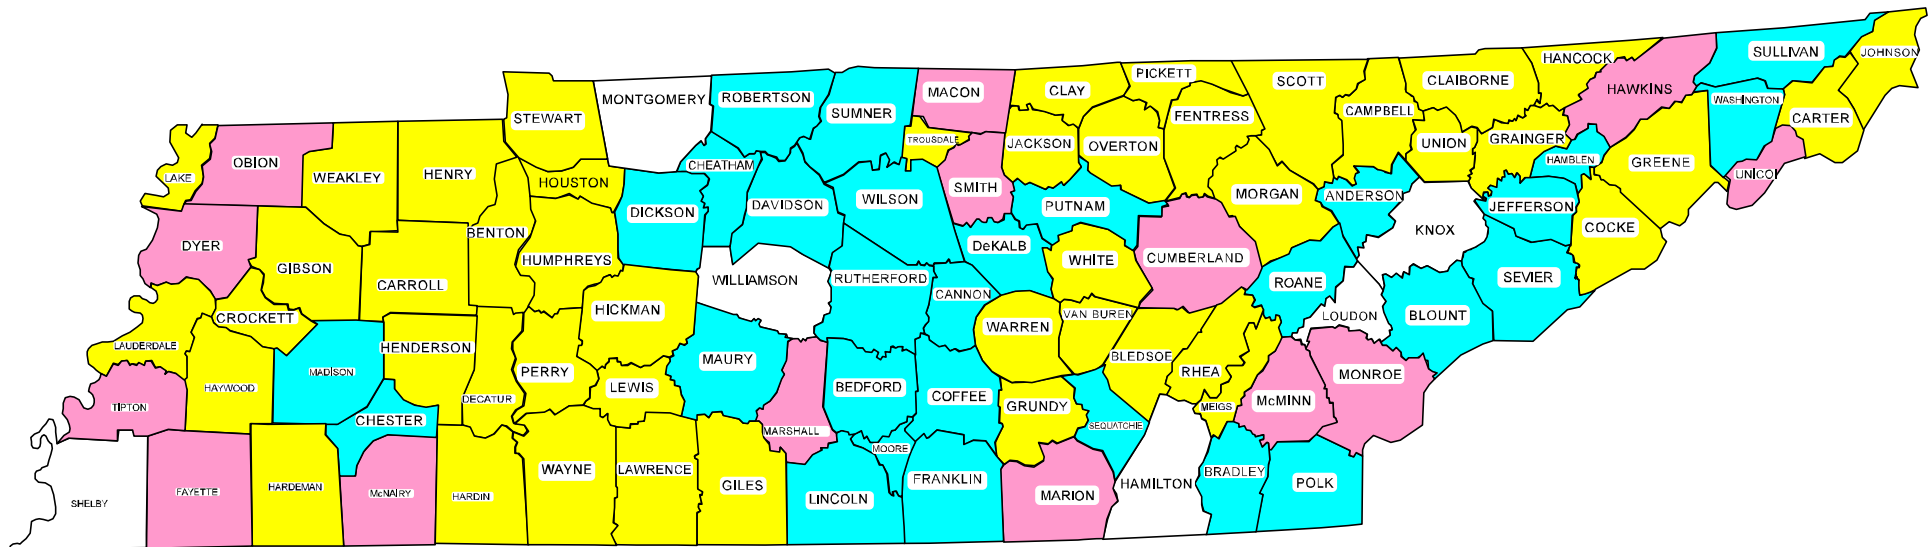 JOHNSON
SULLIVAN
HANCOCK
PICKETT
SCOTT
CLAIBORNE
HAWKINS
CLAY
MACON
ROBERTSON
MONTGOMERY
WASHINGTON
SUMNER
CAMPBELL
FENTRESS
CARTER
STEWART
TROUSDALE
GRAINGER
JACKSON
OVERTON
UNION
HAMBLEN
GREENE
OBION
CHEATHAM
HENRY
UNICOI
WEAKLEY
LAKE
HOUSTON
SMITH
MORGAN
ANDERSON
WILSON
DAVIDSON
PUTNAM
JEFFERSON
DICKSON
COCKE
KNOX
BENTON
DYER
DeKALB
CUMBERLAND
HUMPHREYS
WHITE
GIBSON
SEVIER
RUTHERFORD
WILLIAMSON
ROANE
CARROLL
CANNON
HICKMAN
VAN BUREN
BLOUNT
LOUDON
CROCKETT
WARREN
LAUDERDALE
HENDERSON
BLEDSOE
MAURY
MADISON
PERRY
RHEA
MONROE
LEWIS
BEDFORD
HAYWOOD
COFFEE
DECATUR
McMINN
TIPTON
GRUNDY
MEIGS
CHESTER
SEQUATCHIE
MARSHALL
MOORE
WAYNE
LAWRENCE
BRADLEY
FRANKLIN
POLK
HAMILTON
GILES
HARDEMAN
FAYETTE
McNAIRY
HARDIN
MARION
LINCOLN
SHELBY